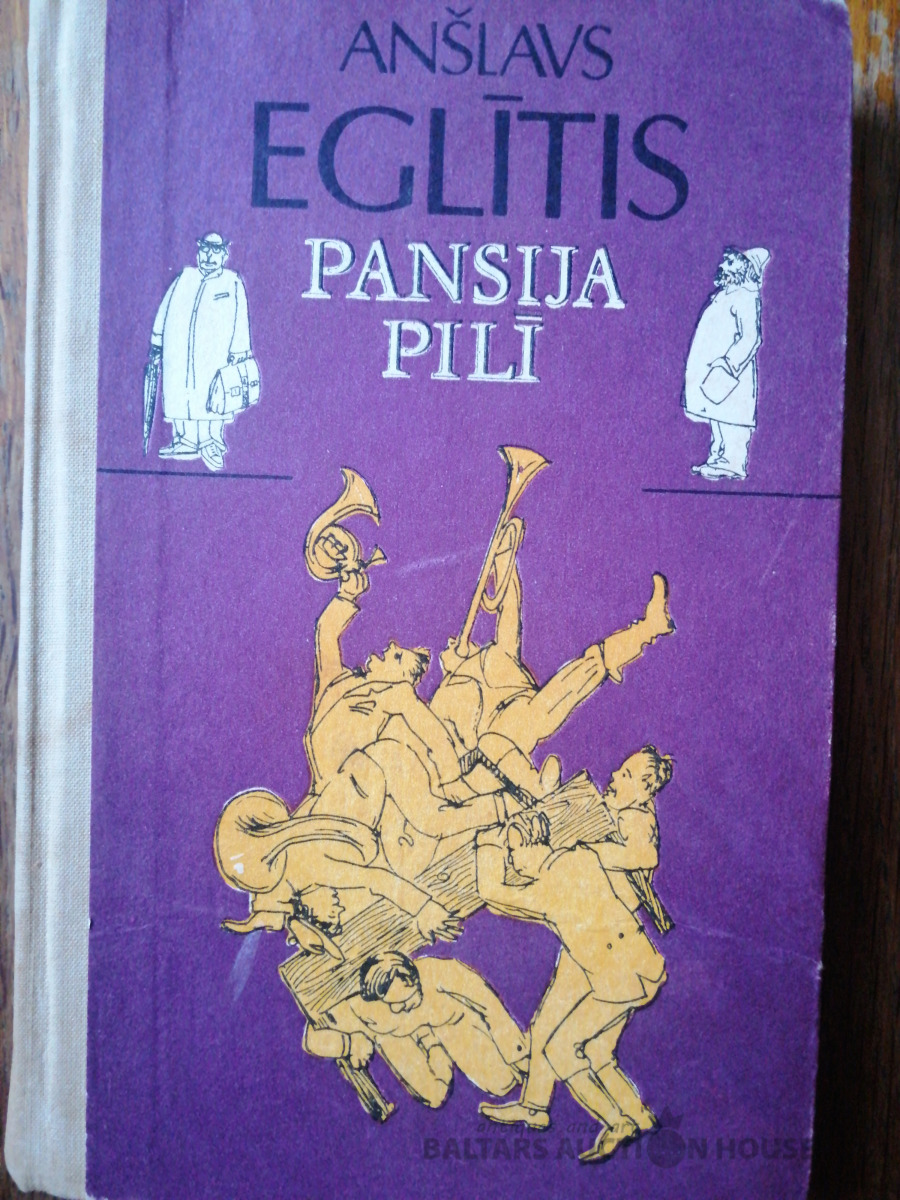 ANŠLAVS
EGLĪTIS
PANSIJA
PILĪ
BALTARS AUCTION HOUSE